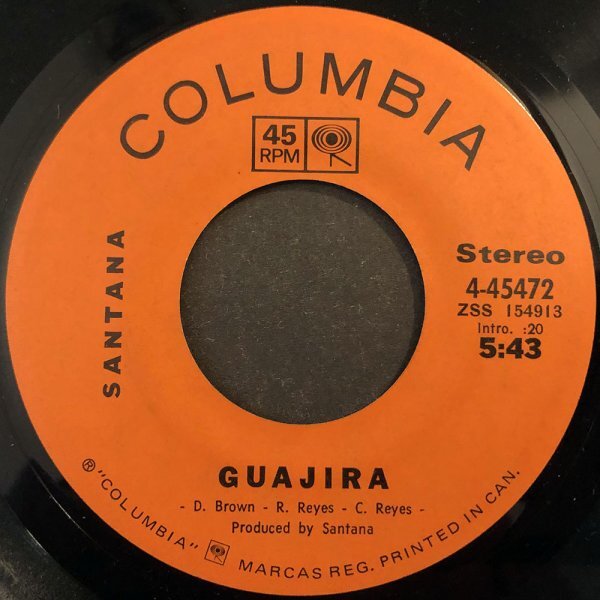 COLUMBIA
45
RPM
SANTANA
Stereo
4-45472
ZSS 154913
Intro. :20
5:43
GUAJIRA
- D. Brown - R. Reyes - C. Reyes -
Produced by Santana
® "COLUMBIA" MARCAS REG. PRINTED IN CAN.